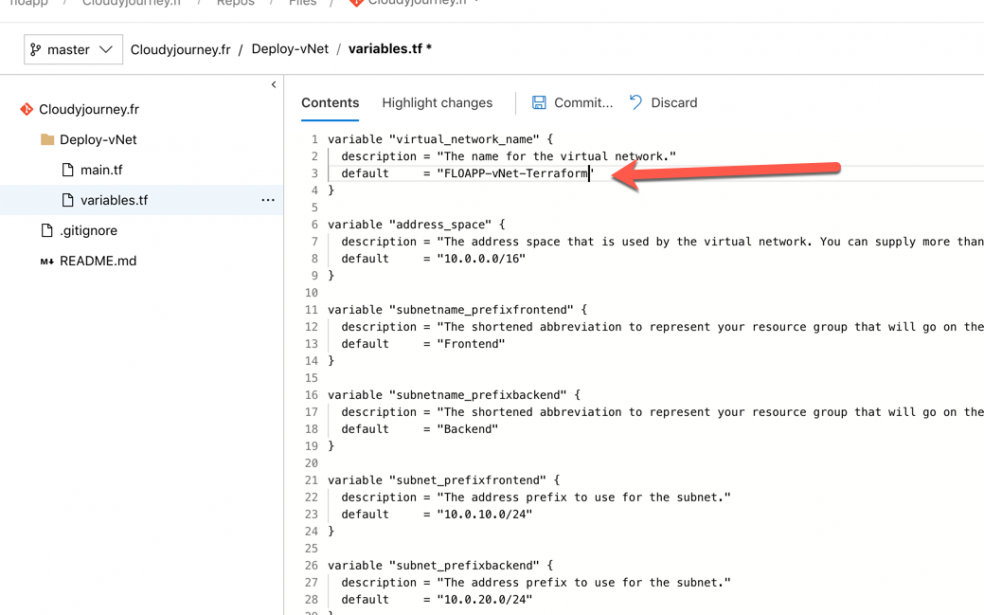 floapp / Cloudyjourney.fr / Repos / Files / Cloudyjourney.fr
master Cloudyjourney.fr / Deploy-vNet / variables.tf *
Cloudyjourney.fr
Deploy-vNet
main.tf
variables.tf ...
.gitignore
M↓ README.md
Contents Highlight changes Commit... Discard
1 variable "virtual_network_name" {
2 description = "The name for the virtual network."
3 default = "FLOAPP-vNet-Terraform"
4 }
5
6 variable "address_space" {
7 description = "The address space that is used by the virtual network. You can supply more than
8 default = "10.0.0.0/16"
9 }
10
11 variable "subnetname_prefixfrontend" {
12 description = "The shortened abbreviation to represent your resource group that will go on the
13 default = "Frontend"
14 }
15
16 variable "subnetname_prefixbackend" {
17 description = "The shortened abbreviation to represent your resource group that will go on the
18 default = "Backend"
19 }
20
21 variable "subnet_prefixfrontend" {
22 description = "The address prefix to use for the subnet."
23 default = "10.0.10.0/24"
24 }
25
26 variable "subnet_prefixbackend" {
27 description = "The address prefix to use for the subnet."
28 default = "10.0.20.0/24"